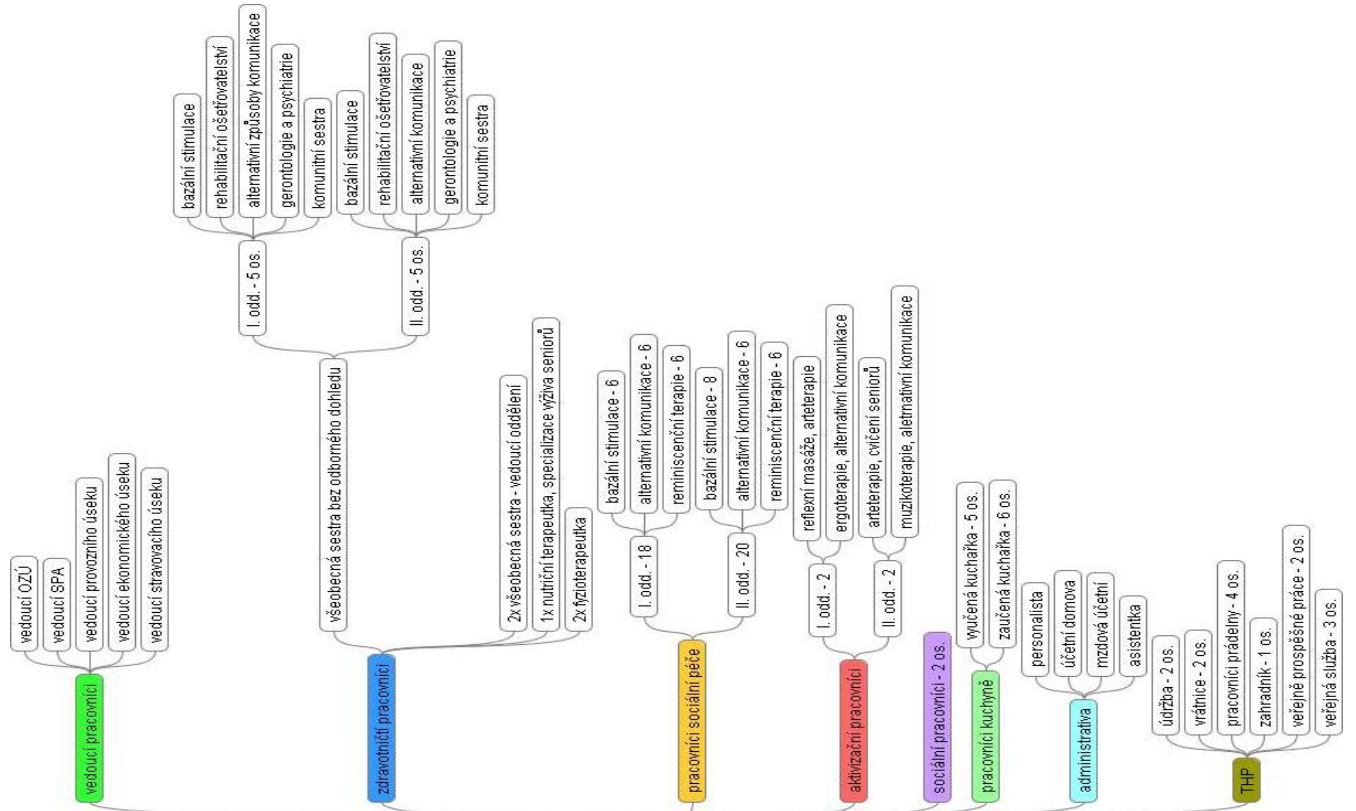 vedoucí pracovníci
vedoucí OZÚ
vedoucí SPA
vedoucí provozního úseku
vedoucí ekonomického úseku
vedoucí stravovacího úseku
zdravotničtí pracovníci
všeobecná sestra bez odborného dohledu
I. odd. - 5 os.
bazální stimulace
rehabilitační ošetřovatelství
alternativní způsoby komunikace
gerontologie a psychiatrie
komunitní sestra
II. odd. - 5 os.
bazální stimulace
rehabilitační ošetřovatelství
alternativní komunikace
gerontologie a psychiatrie
komunitní sestra
2x všeobecná sestra - vedoucí oddělení
1x nutriční terapeutka, specializace výživa seniorů
2x fyzioterapeutka
pracovníci sociální péče
I. odd. - 18
bazální stimulace - 6
alternativní komunikace - 6
reminiscenční terapie - 6
II. odd. - 20
bazální stimulace - 8
alternativní komunikace - 6
reminiscenční terapie - 6
aktivizační pracovníci
I. odd. - 2
reflexní masáže, arteterapie
ergoterapie, alternativní komunikace
II. odd. - 2
arteterapie, cvičení seniorů
muzikoterapie, aletrnativní komunikace
sociální pracovníci - 2 os.
pracovníci kuchyně
vyučená kuchařka - 5 os.
zaučená kuchařka - 6 os.
administrativa
personalista
účetní domova
mzdová účetní
asistentka
THP
údržba - 2 os.
vrátnice - 2 os.
pracovníci prádelny - 4 os.
zahradník - 1 os.
veřejně prospěšné práce - 2 os.
veřejná služba - 3 os.